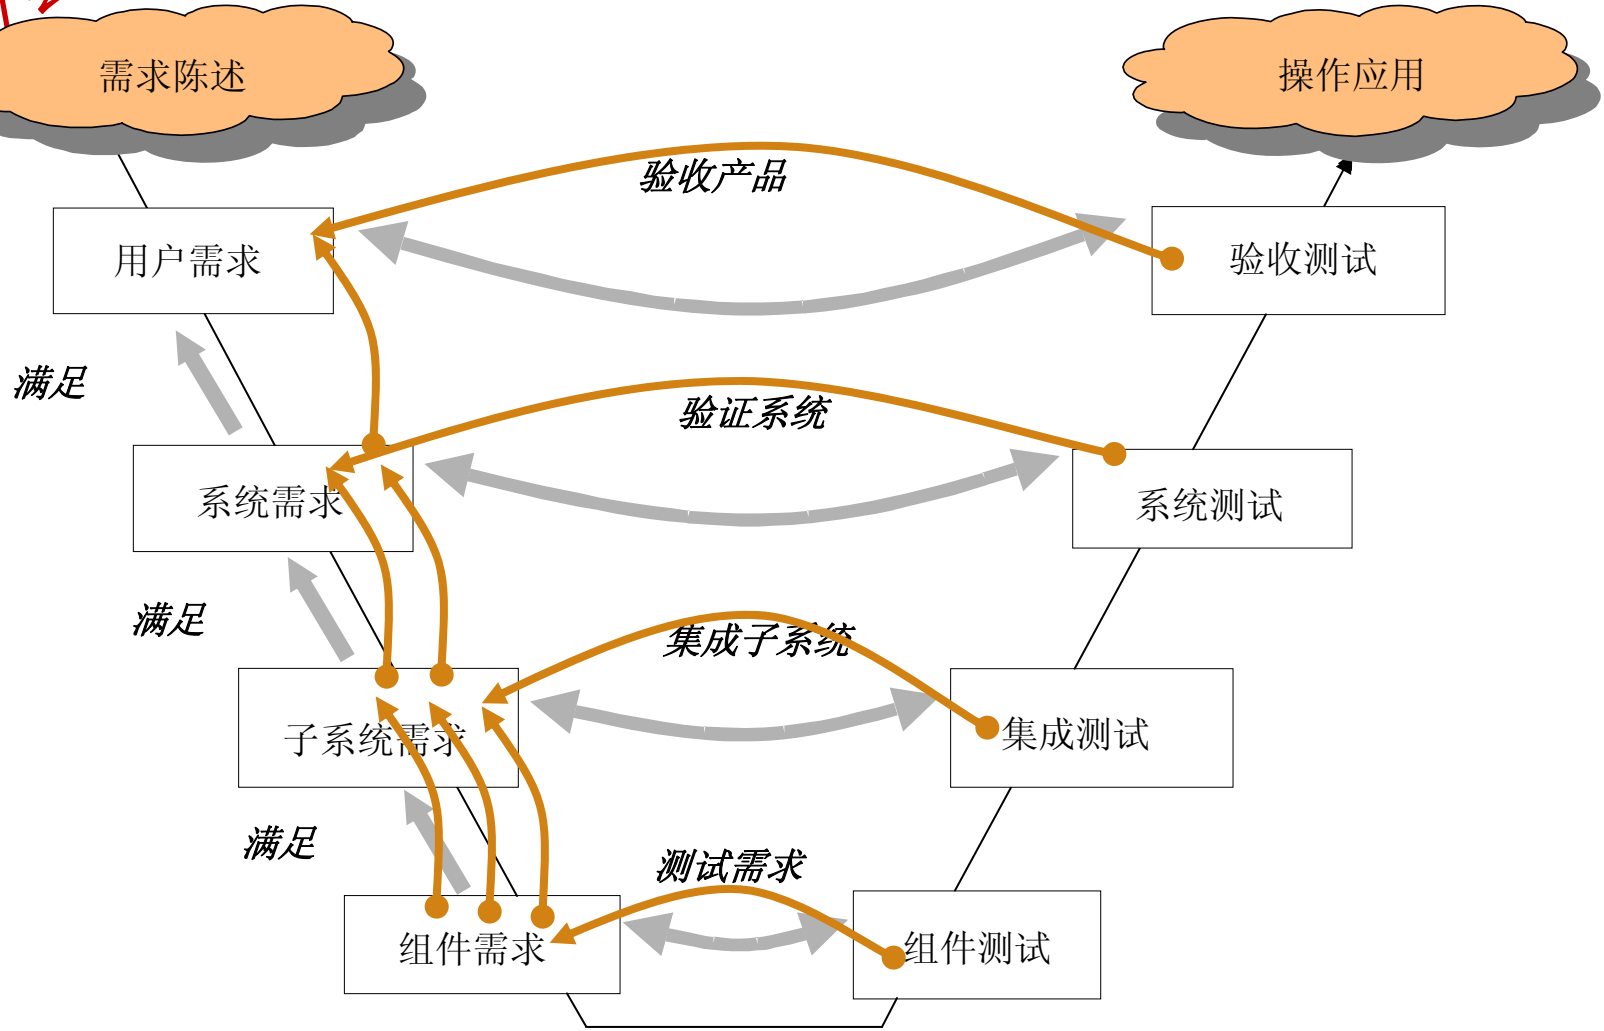 需求陈述
操作应用
验收产品
用户需求
验收测试
满足
验证系统
系统需求
系统测试
满足
集成子系统
子系统需求
集成测试
满足
测试需求
组件需求
组件测试